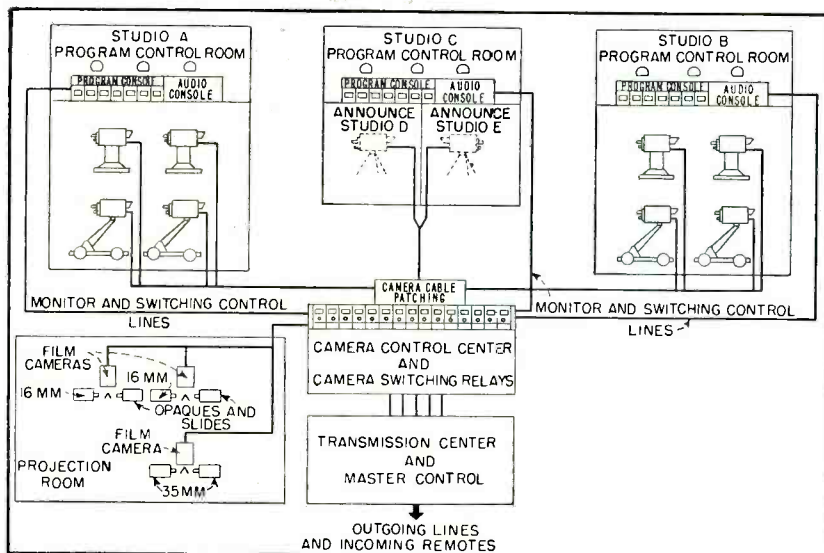 STUDIO A
PROGRAM CONTROL ROOM
PROGRAM CONSOLE
AUDIO
CONSOLE
STUDIO C
PROGRAM CONTROL ROOM
PROGRAM CONSOLE
AUDIO
CONSOLE
ANNOUNCE
STUDIO D
ANNOUNCE
STUDIO E
STUDIO B
PROGRAM CONTROL ROOM
PROGRAM CONSOLE
AUDIO
CONSOLE
CAMERA CABLE
PATCHING
MONITOR AND SWITCHING CONTROL
LINES
MONITOR AND SWITCHING CONTROL
LINES
CAMERA CONTROL CENTER
AND
CAMERA SWITCHING RELAYS
FILM
CAMERAS
16 MM
16 MM
OPAQUES AND
SLIDES
FILM
CAMERA
PROJECTION
ROOM
35MM
TRANSMISSION CENTER
AND
MASTER CONTROL
OUTGOING LINES
AND INCOMING REMOTES